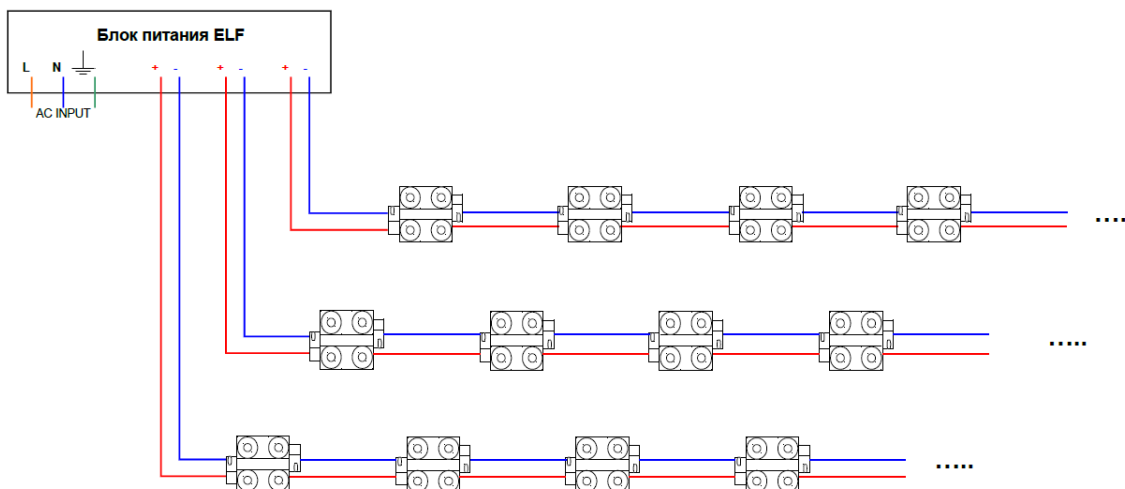 Блок питания ELF
L N + - + - + -
AC INPUT
.....
.....
.....